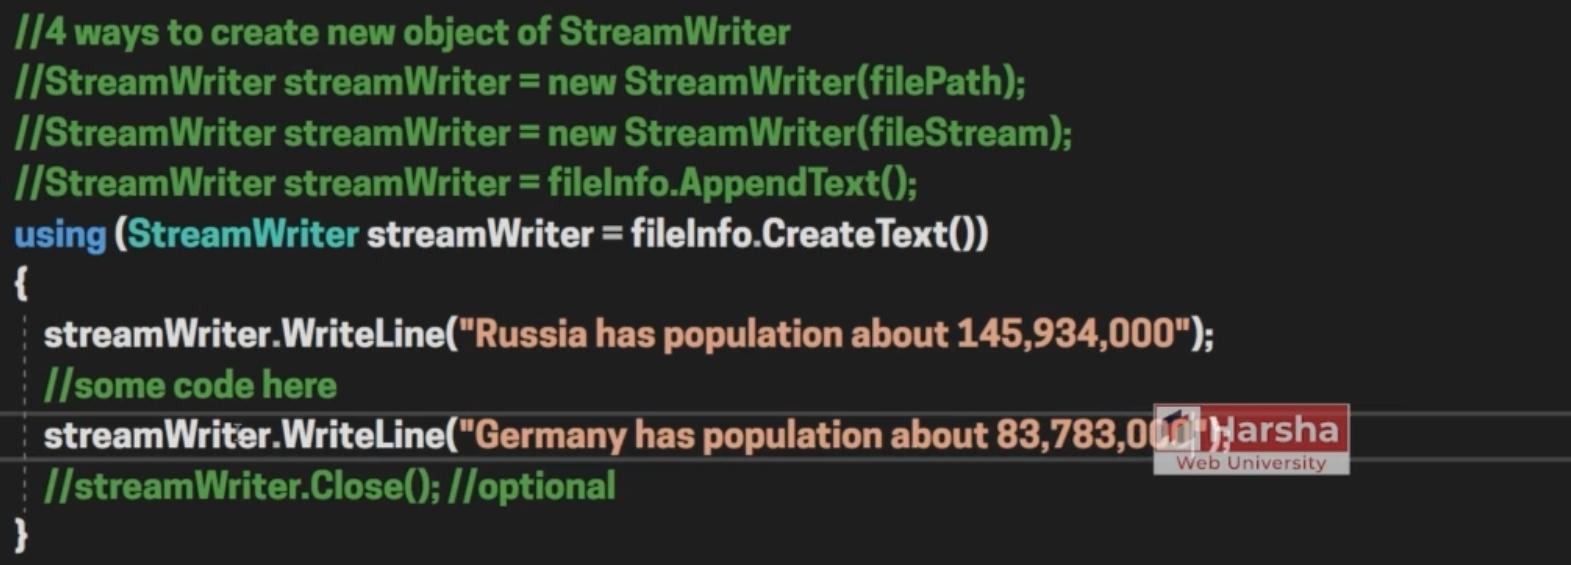 //4 ways to create new object of StreamWriter
//StreamWriter streamWriter = new StreamWriter(filePath);
//StreamWriter streamWriter = new StreamWriter(fileStream);
//StreamWriter streamWriter = fileInfo.AppendText();
using (StreamWriter streamWriter = fileInfo.CreateText())
{
streamWriter.WriteLine("Russia has population about 145,934,000");
//some code here
streamWriter.WriteLine("Germany has population about 83,783,000");
Harsha
Web University
//streamWriter.Close(); //optional
}